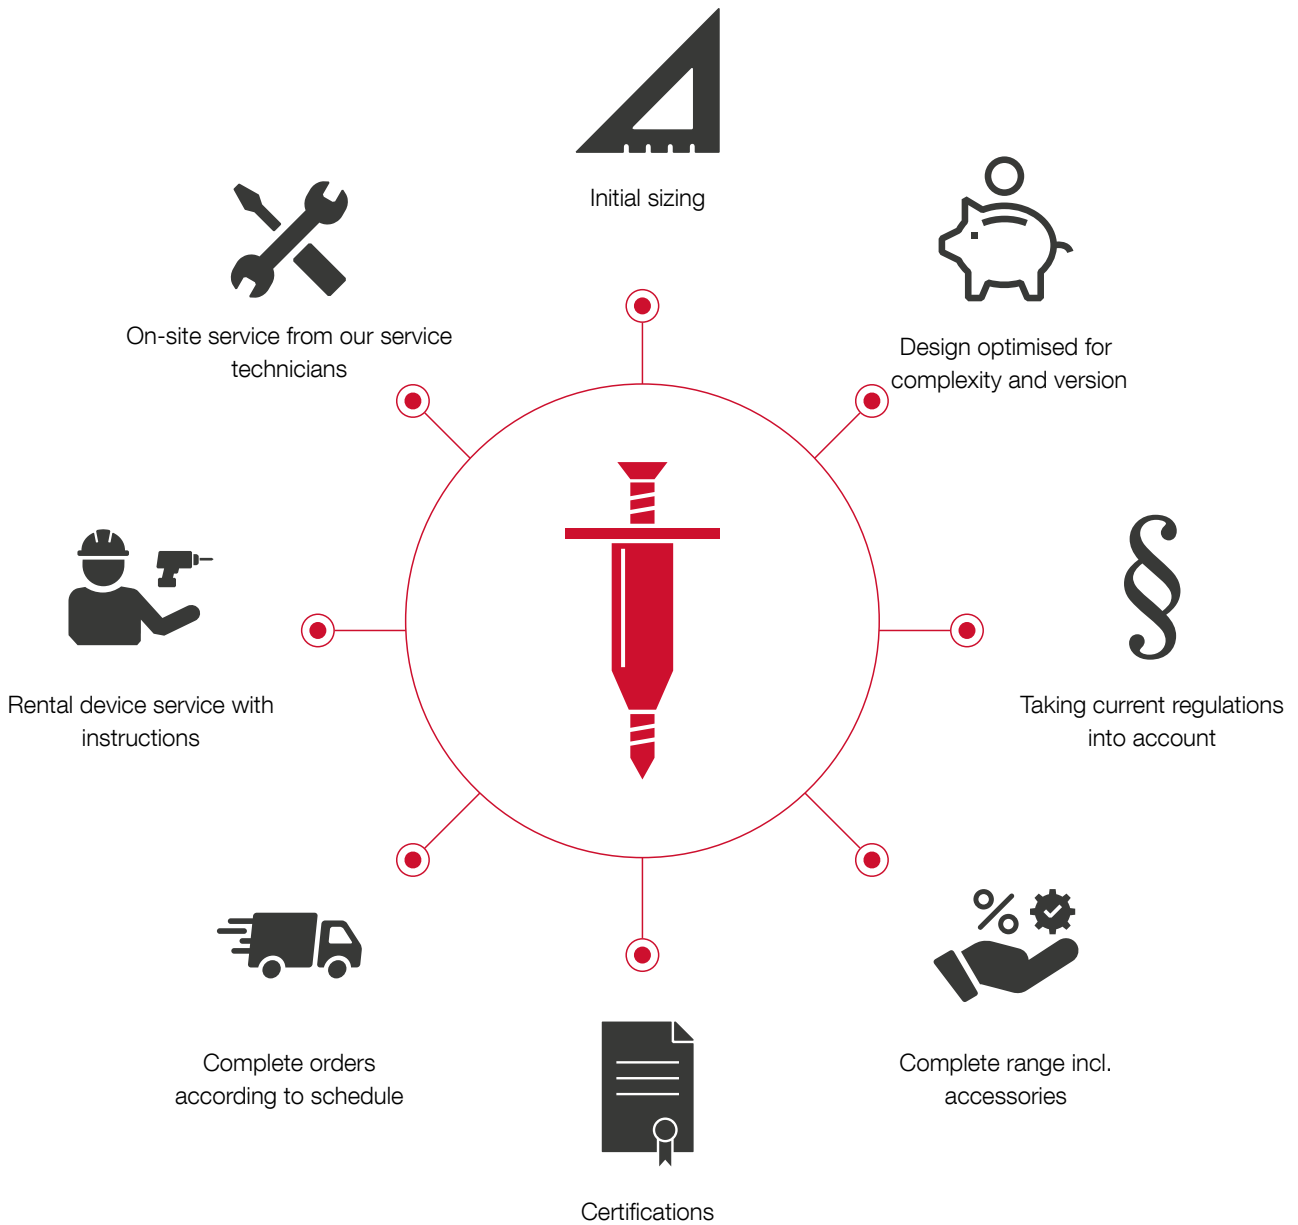 Initial sizing
On-site service from our service
technicians
Design optimised for
complexity and version
Rental device service with
instructions
Taking current regulations
into account
Complete orders
according to schedule
Complete range incl.
accessories
Certifications